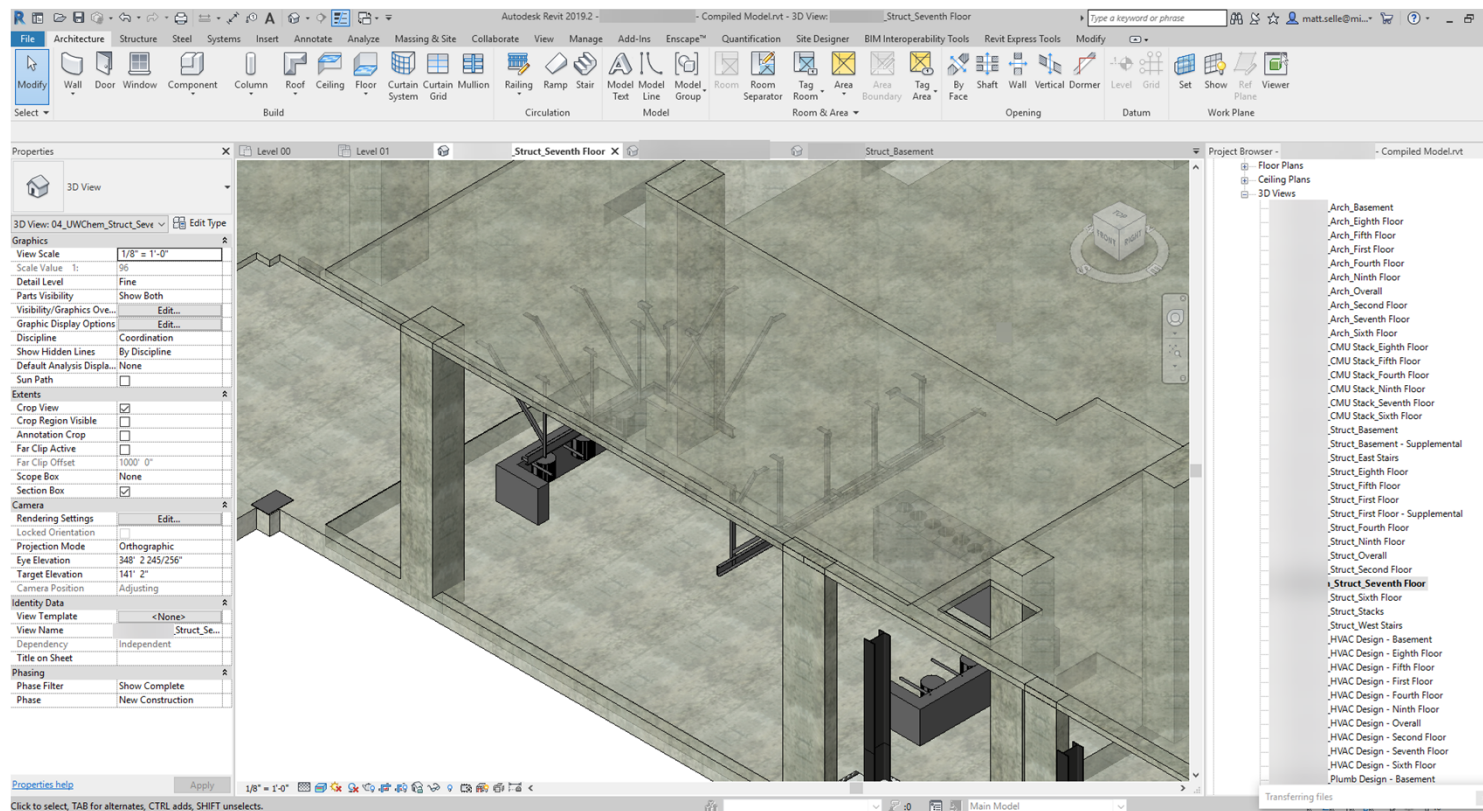 Autodesk Revit 2019.2 - - Compiled Model.rvt - 3D View: _Struct_Seventh Floor
Type a keyword or phrase
matt.selle@mi...
File Architecture Structure Steel Systems Insert Annotate Analyze Massing & Site Collaborate View Manage Add-Ins Enscape™ Quantification Site Designer BIM Interoperability Tools Revit Express Tools Modify
Modify Wall Door Window Component Column Roof Ceiling Floor Curtain System Curtain Grid Mullion Railing Ramp Stair Model Text Model Line Model Group Room Room Separator Tag Room Area Area Boundary Tag Area By Face Shaft Wall Vertical Dormer Level Grid Set Show Ref Plane Viewer
Select Build Circulation Model Room & Area Opening Datum Work Plane
Properties
Level 00 Level 01 _Struct_Seventh Floor Struct_Basement
3D View
3D View: 04_UWChem_Struct_Seve Edit Type
Graphics
View Scale 1/8" = 1'-0"
Scale Value 1: 96
Detail Level Fine
Parts Visibility Show Both
Visibility/Graphics Ove... Edit...
Graphic Display Options Edit...
Discipline Coordination
Show Hidden Lines By Discipline
Default Analysis Displa... None
Sun Path
Extents
Crop View
Crop Region Visible
Annotation Crop
Far Clip Active
Far Clip Offset 1000' 0"
Scope Box None
Section Box
Camera
Rendering Settings Edit...
Locked Orientation
Projection Mode Orthographic
Eye Elevation 348' 2 245/256"
Target Elevation 141' 2"
Camera Position Adjusting
Identity Data
View Template <None>
View Name _Struct_Se...
Dependency Independent
Title on Sheet
Phasing
Phase Filter Show Complete
Phase New Construction
Properties help Apply
TOP
FRONT RIGHT
S E
Project Browser - - Compiled Model.rvt
Floor Plans
Ceiling Plans
3D Views
_Arch_Basement
_Arch_Eighth Floor
_Arch_Fifth Floor
_Arch_First Floor
_Arch_Fourth Floor
_Arch_Ninth Floor
_Arch_Overall
_Arch_Second Floor
_Arch_Seventh Floor
_Arch_Sixth Floor
_CMU Stack_Eighth Floor
_CMU Stack_Fifth Floor
_CMU Stack_Fourth Floor
_CMU Stack_Ninth Floor
_CMU Stack_Seventh Floor
_CMU Stack_Sixth Floor
_Struct_Basement
_Struct_Basement - Supplemental
_Struct_East Stairs
_Struct_Eighth Floor
_Struct_Fifth Floor
_Struct_First Floor
_Struct_First Floor - Supplemental
_Struct_Fourth Floor
_Struct_Ninth Floor
_Struct_Overall
_Struct_Second Floor
_Struct_Seventh Floor
_Struct_Sixth Floor
_Struct_Stacks
_Struct_West Stairs
_HVAC Design - Basement
_HVAC Design - Eighth Floor
_HVAC Design - Fifth Floor
_HVAC Design - First Floor
_HVAC Design - Fourth Floor
_HVAC Design - Ninth Floor
_HVAC Design - Overall
_HVAC Design - Second Floor
_HVAC Design - Seventh Floor
_HVAC Design - Sixth Floor
_Plumb Design - Basement
1/8" = 1'-0"
Transferring files
Click to select, TAB for alternates, CTRL adds, SHIFT unselects. :0 Main Model